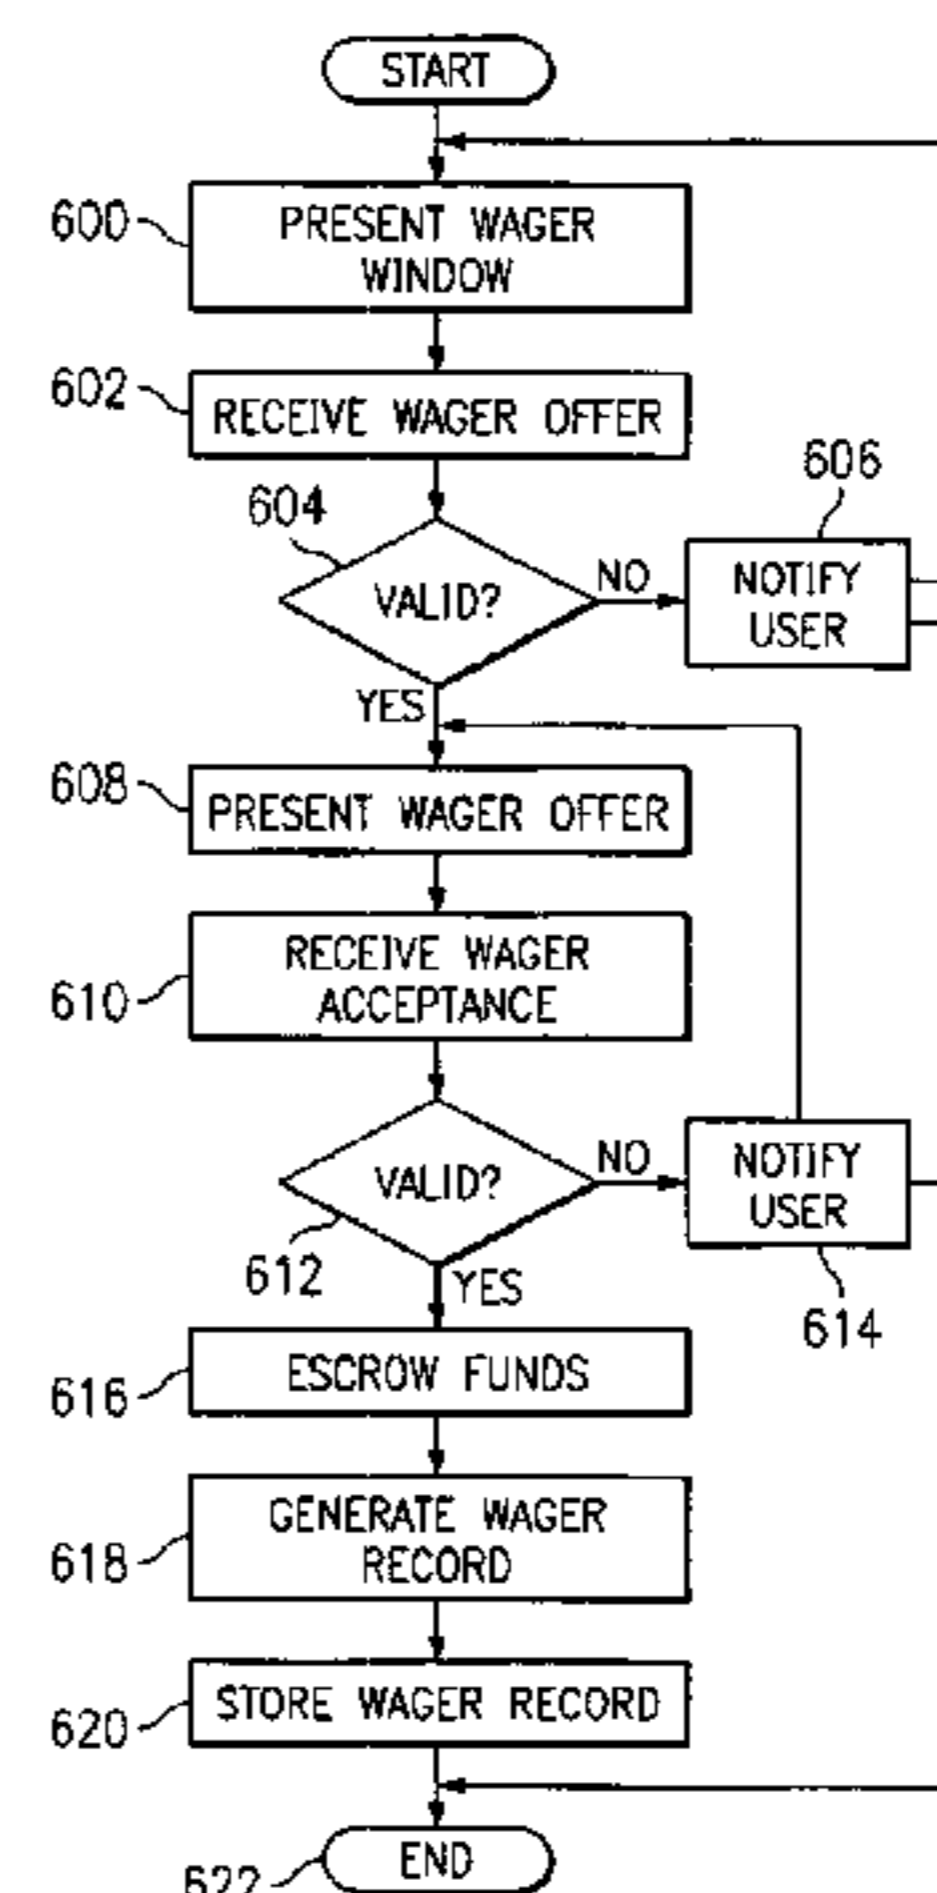 START
600
PRESENT WAGER
WINDOW
602
RECEIVE WAGER OFFER
604
VALID?
NO
606
NOTIFY
USER
YES
608
PRESENT WAGER OFFER
610
RECEIVE WAGER
ACCEPTANCE
612
VALID?
NO
NOTIFY
USER
614
YES
616
ESCROW FUNDS
618
GENERATE WAGER
RECORD
620
STORE WAGER RECORD
622
END